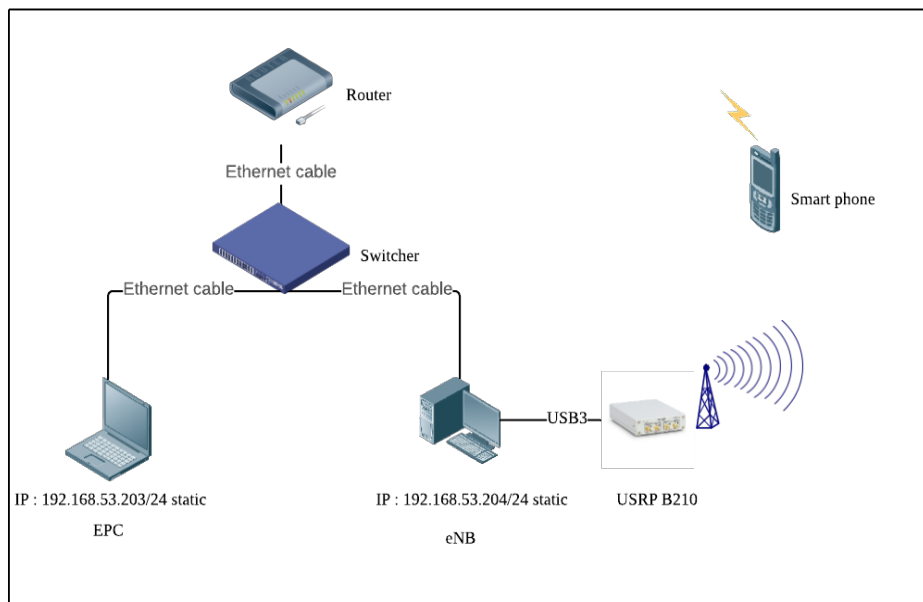 Router
Ethernet cable
Smart phone
Switcher
Ethernet cable
Ethernet cable
USB3
IP : 192.168.53.203/24 static
IP : 192.168.53.204/24 static
USRP B210
EPC
eNB